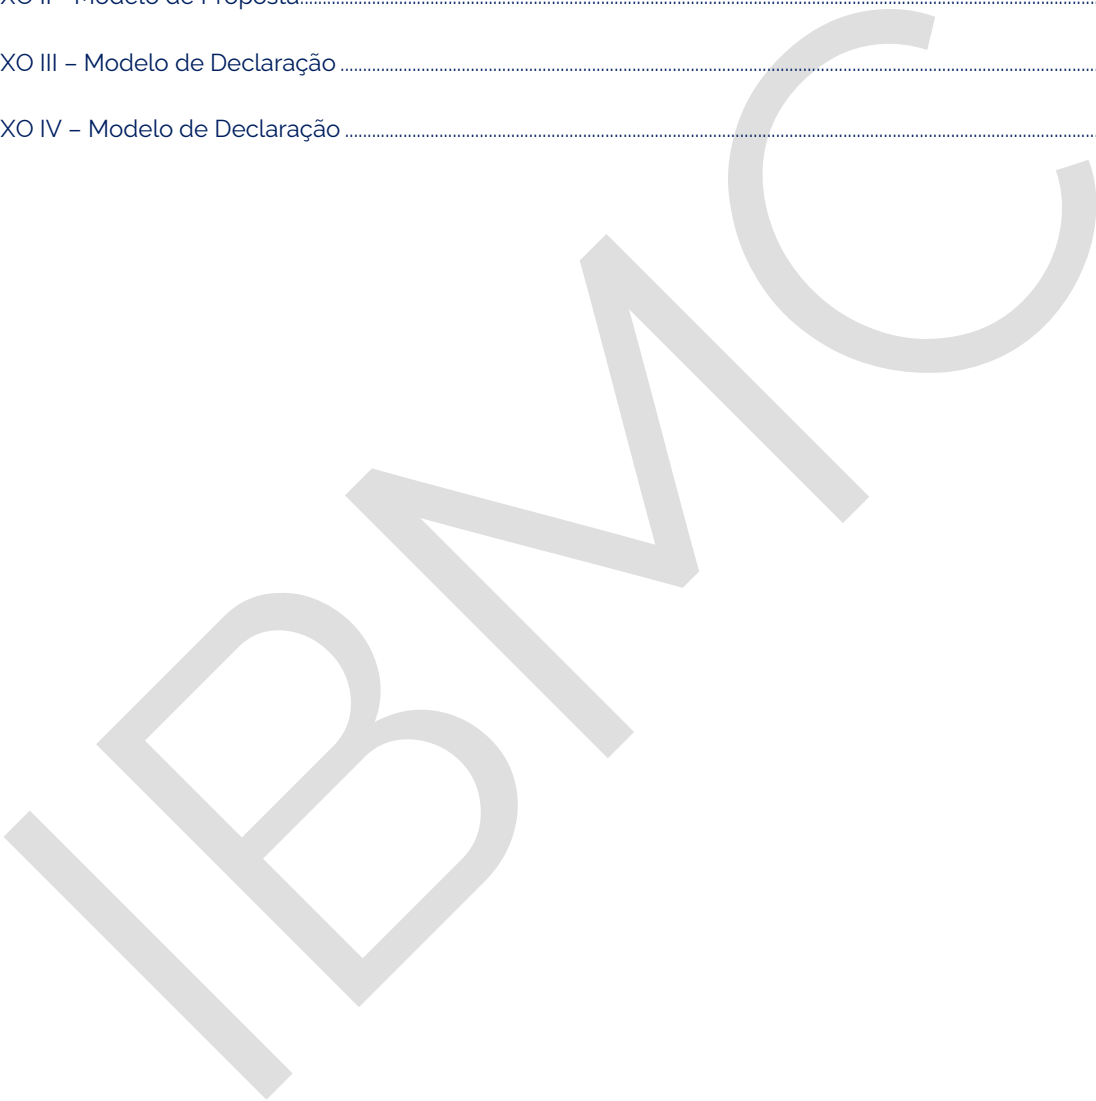 XO II – Modelo de Proposta
XO III – Modelo de Declaração
XO IV – Modelo de Declaração
IBMC